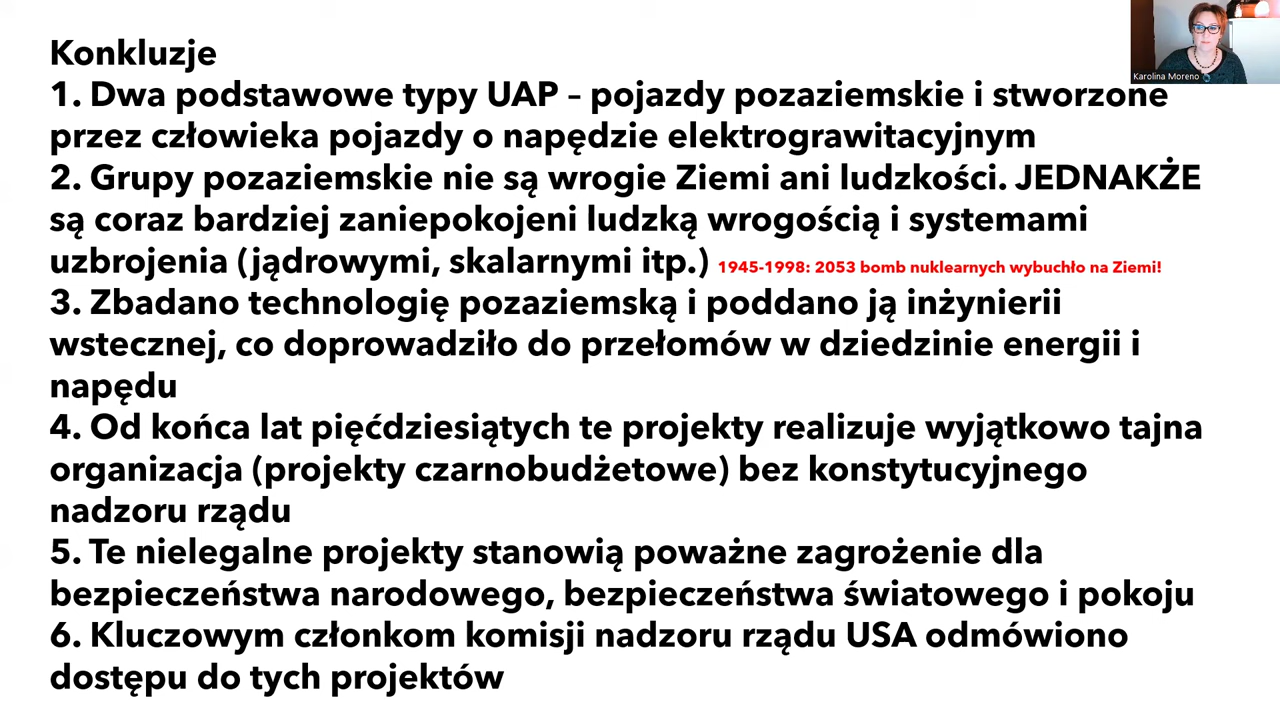 Konkluzje
1. Dwa podstawowe typy UAP – pojazdy pozaziemskie i stworzone
przez człowieka pojazdy o napędzie elektrograwitacyjnym
2. Grupy pozaziemskie nie są wrogie Ziemi ani ludzkości. JEDNAKŻE
są coraz bardziej zaniepokojeni ludzką wrogością i systemami
uzbrojenia (jądrowymi, skalarnymi itp.) 1945-1998: 2053 bomb nuklearnych wybuchło na Ziemi!
3. Zbadano technologię pozaziemską i poddano ją inżynierii
wstecznej, co doprowadziło do przełomów w dziedzinie energii i
napędu
4. Od końca lat pięćdziesiątych te projekty realizuje wyjątkowo tajna
organizacja (projekty czarnobudżetowe) bez konstytucyjnego
nadzoru rządu
5. Te nielegalne projekty stanowią poważne zagrożenie dla
bezpieczeństwa narodowego, bezpieczeństwa światowego i pokoju
6. Kluczowym członkom komisji nadzoru rządu USA odmówiono
dostępu do tych projektów
Karolina Moreno